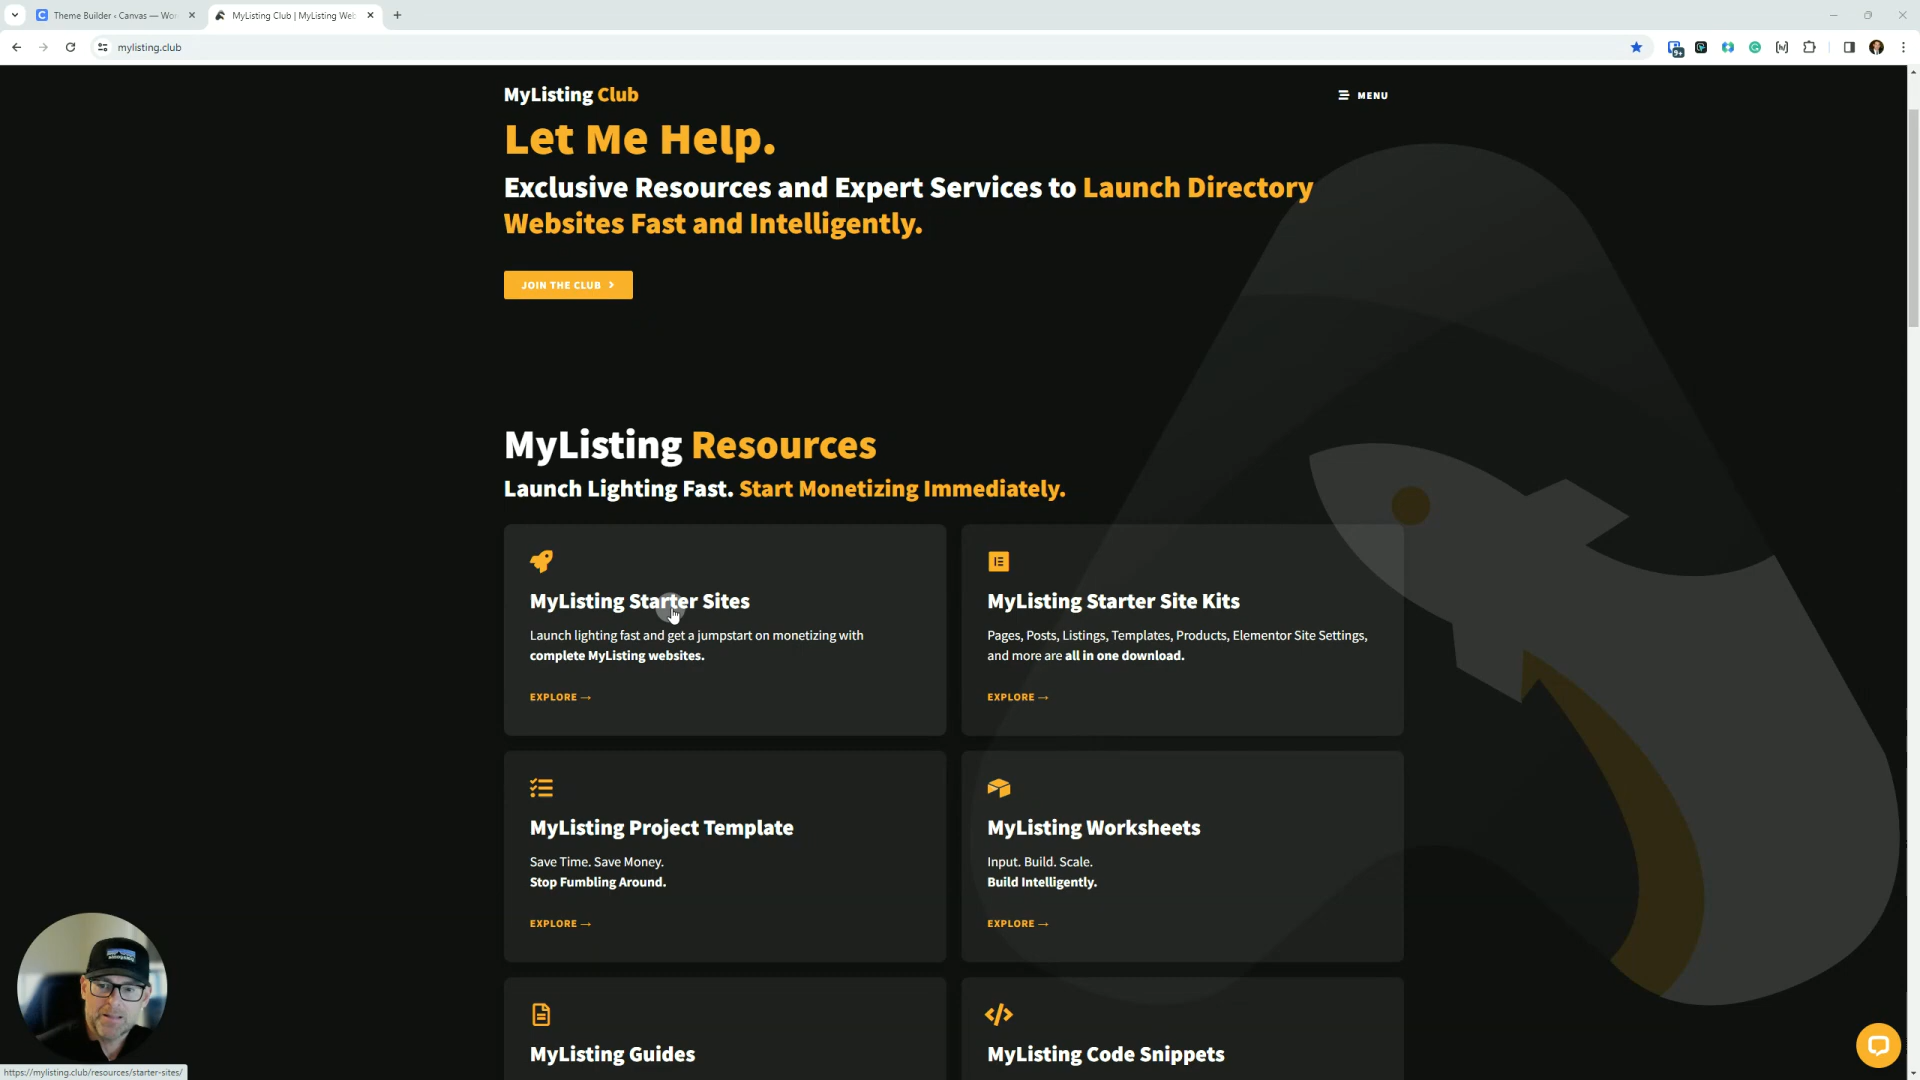 Theme Builder ‹ Canvas — Wor
MyListing Club | MyListing Web
mylisting.club
9+
MyListing Club
MENU
Let Me Help.
Exclusive Resources and Expert Services to Launch Directory
Websites Fast and Intelligently.
JOIN THE CLUB
MyListing Resources
Launch Lighting Fast. Start Monetizing Immediately.
MyListing Starter Sites
Launch lighting fast and get a jumpstart on monetizing with
complete MyListing websites.
EXPLORE →
MyListing Starter Site Kits
Pages, Posts, Listings, Templates, Products, Elementor Site Settings,
and more are all in one download.
EXPLORE →
MyListing Project Template
Save Time. Save Money.
Stop Fumbling Around.
EXPLORE →
MyListing Worksheets
Input. Build. Scale.
Build Intelligently.
EXPLORE →
MyListing Guides
MyListing Code Snippets
https://mylisting.club/resources/starter-sites/